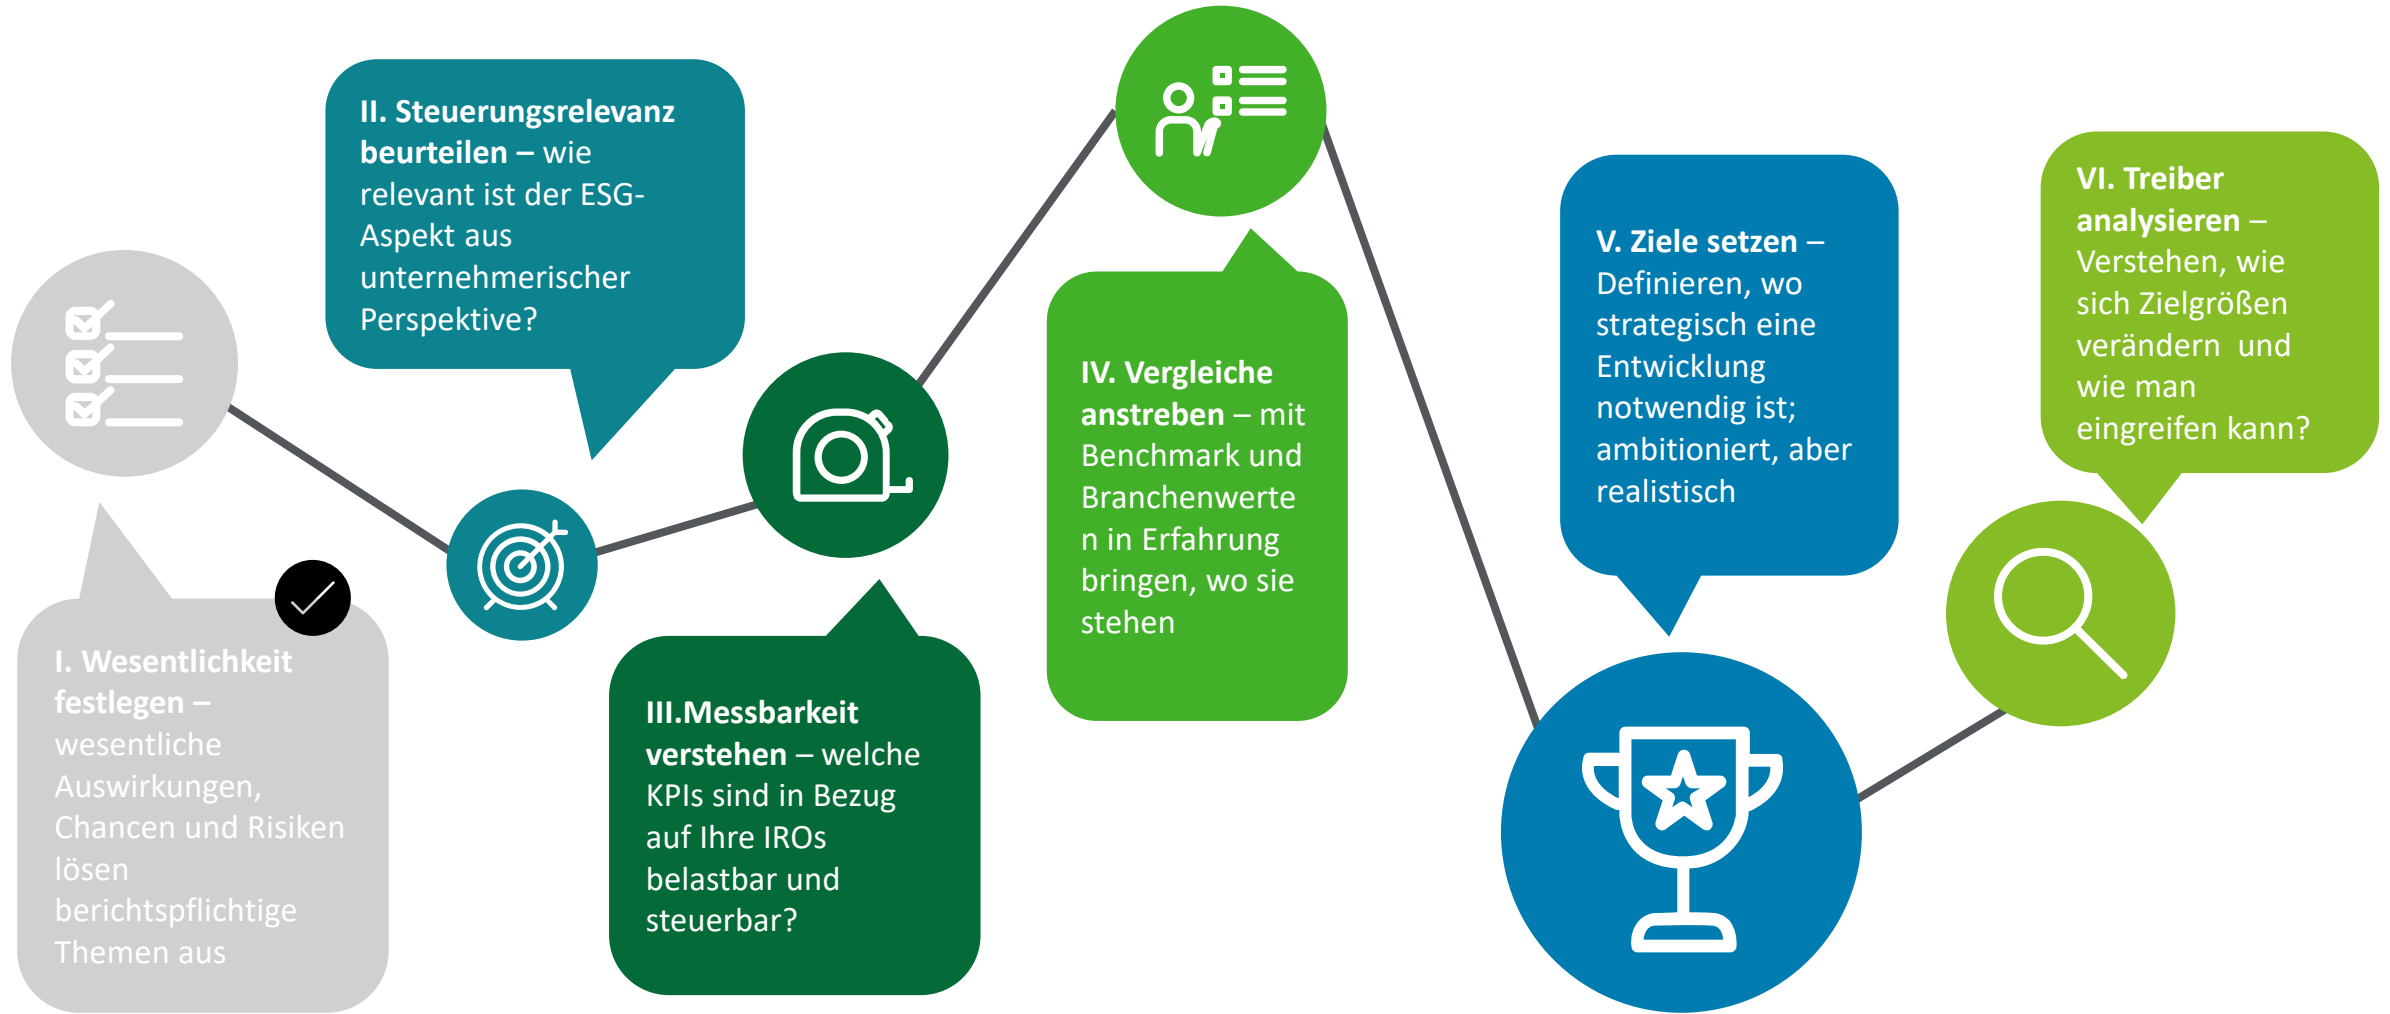 I. Wesentlichkeit
festlegen –
wesentliche
Auswirkungen,
Chancen und Risiken
lösen
berichtspflichtige
Themen aus
II. Steuerungsrelevanz
beurteilen – wie
relevant ist der ESG-
Aspekt aus
unternehmerischer
Perspektive?
III.Messbarkeit
verstehen – welche
KPIs sind in Bezug
auf Ihre IROs
belastbar und
steuerbar?
IV. Vergleiche
anstreben – mit
Benchmark und
Branchenwerte
n in Erfahrung
bringen, wo sie
stehen
V. Ziele setzen –
Definieren, wo
strategisch eine
Entwicklung
notwendig ist;
ambitioniert, aber
realistisch
VI. Treiber
analysieren –
Verstehen, wie
sich Zielgrößen
verändern  und
wie man
eingreifen kann?